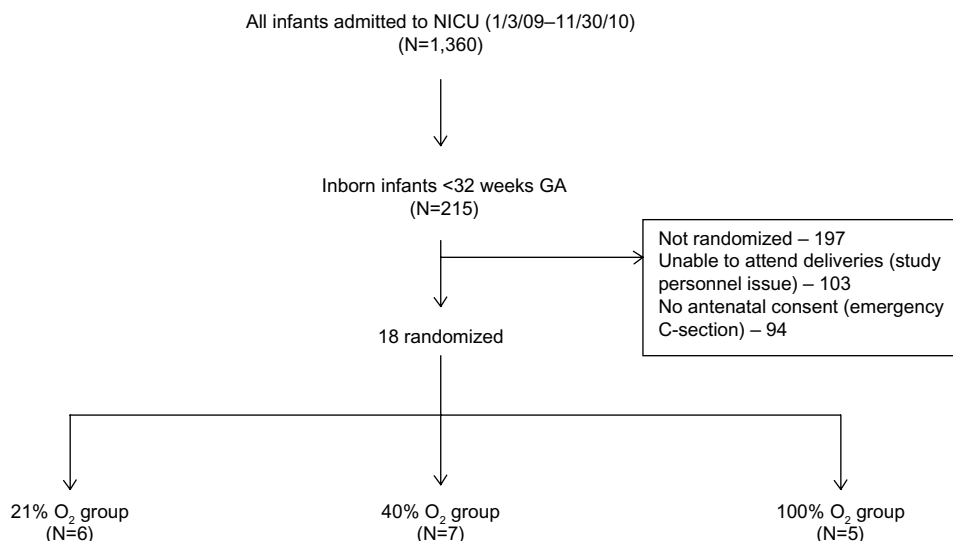 All infants admitted to NICU (1/3/09–11/30/10)
(N=1,360)
Inborn infants <32 weeks GA
(N=215)
Not randomized – 197
Unable to attend deliveries (study
personnel issue) – 103
No antenatal consent (emergency
C-section) – 94
18 randomized
21% O₂ group
(N=6)
40% O₂ group
(N=7)
100% O₂ group
(N=5)